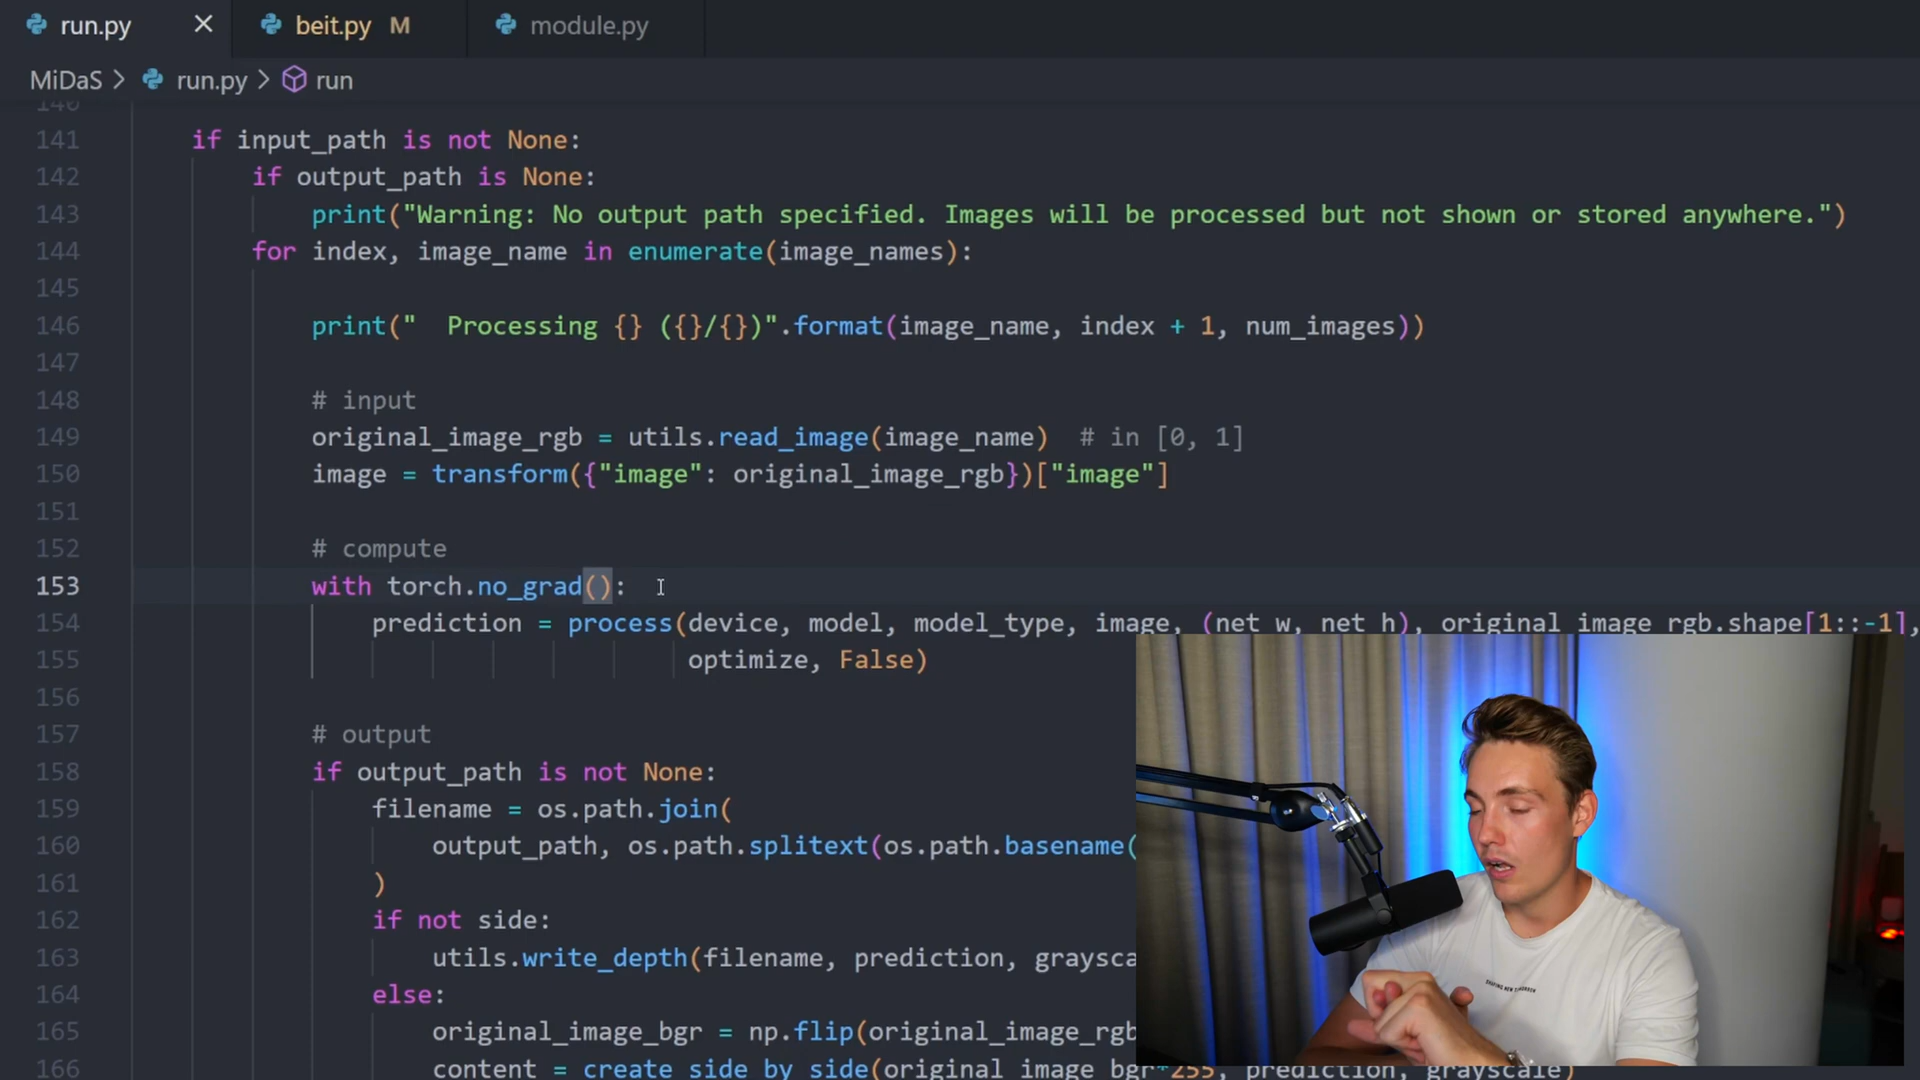 run.py
beit.py M
module.py
MiDaS > run.py > run
140
141 if input_path is not None:
142 if output_path is None:
143 print("Warning: No output path specified. Images will be processed but not shown or stored anywhere.")
144 for index, image_name in enumerate(image_names):
145
146 print("  Processing {} ({}/{})".format(image_name, index + 1, num_images))
147
148 # input
149 original_image_rgb = utils.read_image(image_name)  # in [0, 1]
150 image = transform({"image": original_image_rgb})["image"]
151
152 # compute
153 with torch.no_grad():
154 prediction = process(device, model, model_type, image, (net_w, net_h), original_image_rgb.shape[1::-1],
155 optimize, False)
156
157 # output
158 if output_path is not None:
159 filename = os.path.join(
160 output_path, os.path.splitext(os.path.basename(
161 )
162 if not side:
163 utils.write_depth(filename, prediction, graysca
164 else:
165 original_image_bgr = np.flip(original_image_rgb
166 content = create_side_by_side(original_image_bgr*255, prediction, grayscale)